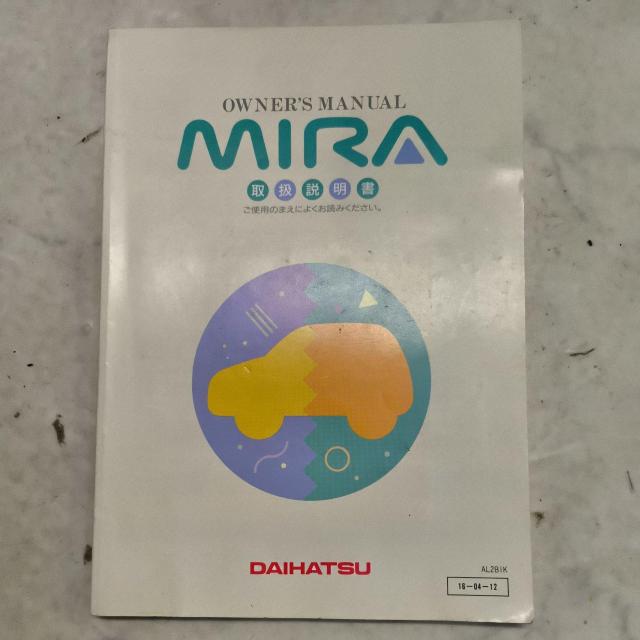 OWNER'S MANUAL
MIRA
取扱説明書
ご使用のまえによくお読みください。
DAIHATSU
AL2BIK
16-04-12